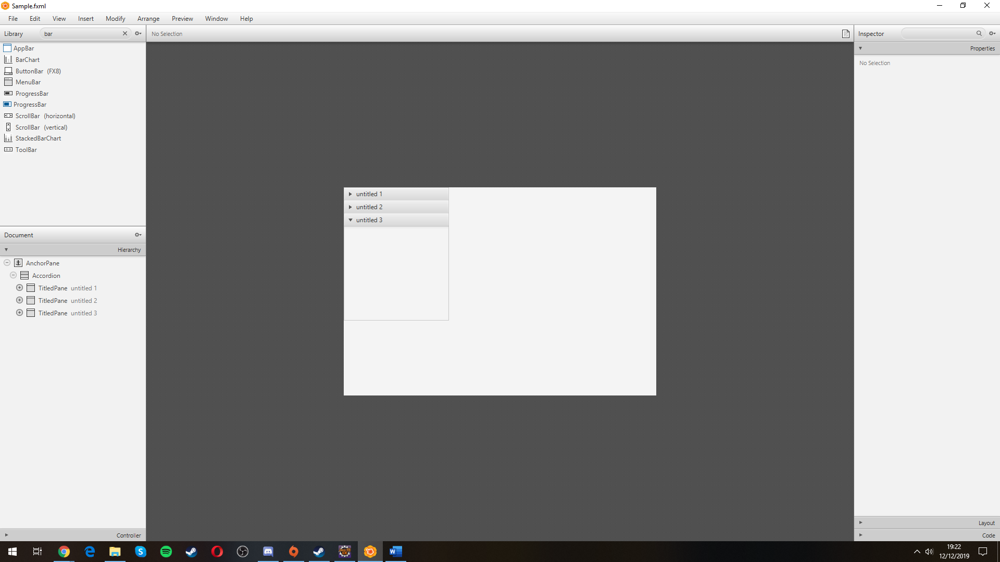 Sample.fxml
File Edit View Insert Modify Arrange Preview Window Help
Library bar
No Selection
Inspector
AppBar
BarChart
ButtonBar (FX8)
MenuBar
ProgressBar
ProgressBar
ScrollBar (horizontal)
ScrollBar (vertical)
StackedBarChart
ToolBar
Properties
No Selection
untitled 1
untitled 2
untitled 3
Document
Hierarchy
AnchorPane
Accordion
TitledPane untitled 1
TitledPane untitled 2
TitledPane untitled 3
Controller
Layout
Code
19:22
12/12/2019